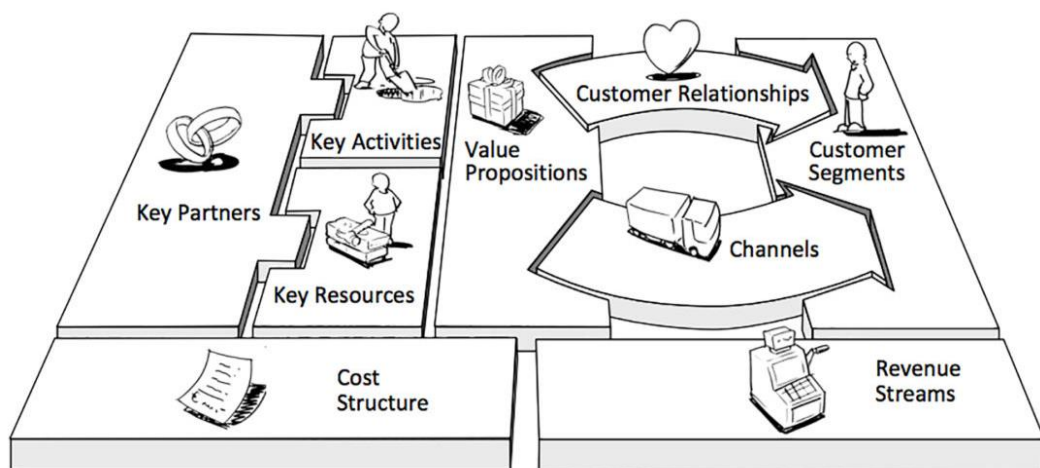 Key Partners
Key Activities
Key Resources
Value
Propositions
Customer Relationships
Channels
Customer
Segments
Cost
Structure
Revenue
Streams